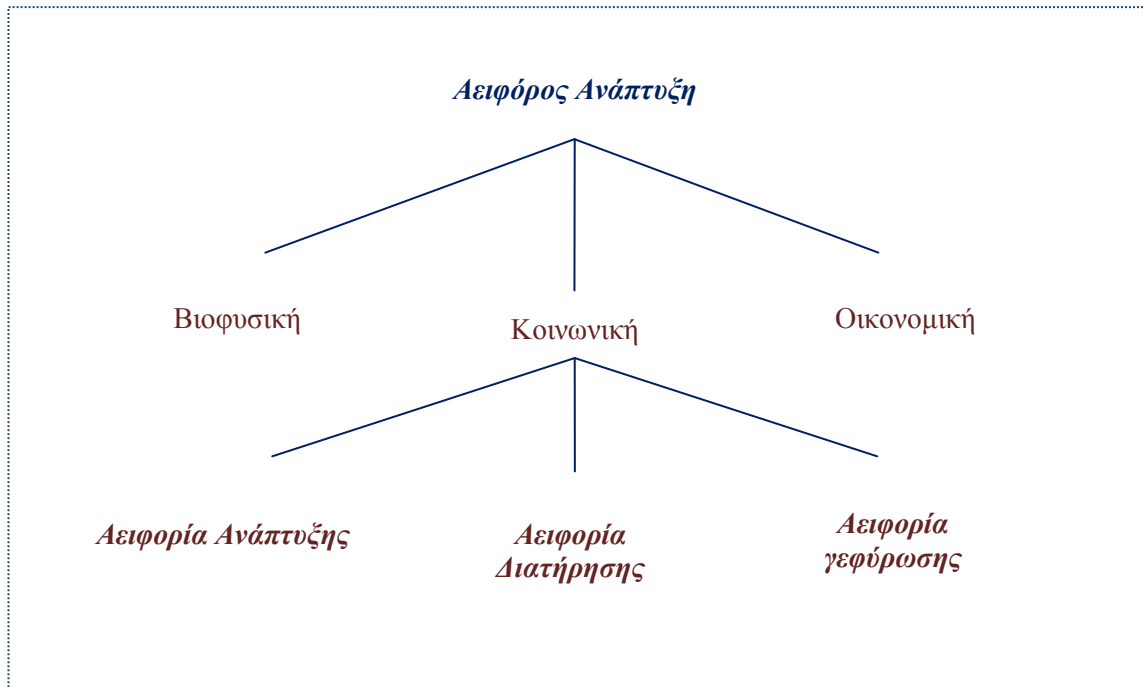 Αειφόρος Ανάπτυξη
Βιοφυσική
Κοινωνική
Οικονομική
Αειφορία Ανάπτυξης
Αειφορία
Διατήρησης
Αειφορία
γεφύρωσης